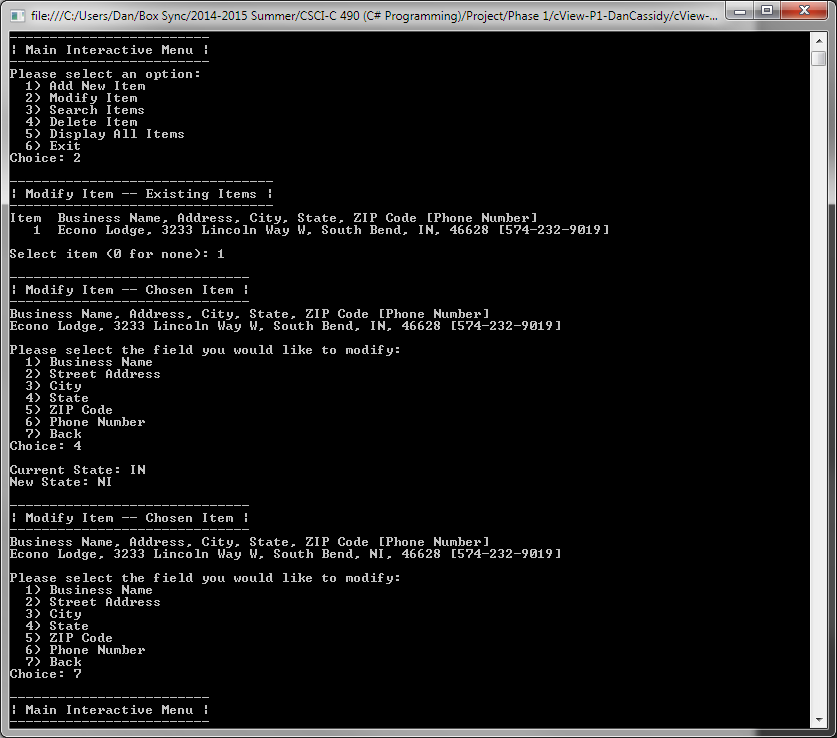 file:///C:/Users/Dan/Box Sync/2014-2015 Summer/CSCI-C 490 (C# Programming)/Project/Phase 1/cView-P1-DanCassidy/cView-...
-------------------------
¦ Main Interactive Menu ¦
-------------------------
Please select an option:
  1) Add New Item
  2) Modify Item
  3) Search Items
  4) Delete Item
  5) Display All Items
  6) Exit
Choice: 2
---------------------------------
¦ Modify Item -- Existing Items ¦
---------------------------------
Item  Business Name, Address, City, State, ZIP Code [Phone Number]
   1  Econo Lodge, 3233 Lincoln Way W, South Bend, IN, 46628 [574-232-9019]
Select item (0 for none): 1
------------------------------
¦ Modify Item -- Chosen Item ¦
------------------------------
Business Name, Address, City, State, ZIP Code [Phone Number]
Econo Lodge, 3233 Lincoln Way W, South Bend, IN, 46628 [574-232-9019]
Please select the field you would like to modify:
  1) Business Name
  2) Street Address
  3) City
  4) State
  5) ZIP Code
  6) Phone Number
  7) Back
Choice: 4
Current State: IN
New State: NI
------------------------------
¦ Modify Item -- Chosen Item ¦
------------------------------
Business Name, Address, City, State, ZIP Code [Phone Number]
Econo Lodge, 3233 Lincoln Way W, South Bend, NI, 46628 [574-232-9019]
Please select the field you would like to modify:
  1) Business Name
  2) Street Address
  3) City
  4) State
  5) ZIP Code
  6) Phone Number
  7) Back
Choice: 7
-------------------------
¦ Main Interactive Menu ¦
-------------------------